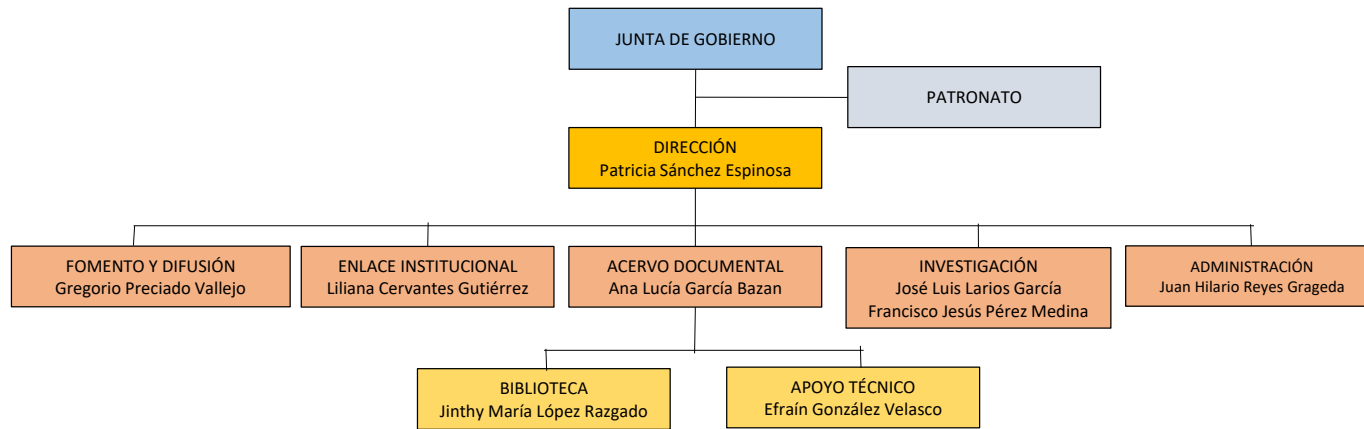 JUNTA DE GOBIERNO
PATRONATO
DIRECCIÓN
Patricia Sánchez Espinosa
FOMENTO Y DIFUSIÓN
Gregorio Preciado Vallejo
ENLACE INSTITUCIONAL
Liliana Cervantes Gutiérrez
ACERVO DOCUMENTAL
Ana Lucía García Bazan
INVESTIGACIÓN
José Luis Larios García
Francisco Jesús Pérez Medina
ADMINISTRACIÓN
Juan Hilario Reyes Grageda
BIBLIOTECA
Jinthy María López Razgado
APOYO TÉCNICO
Efraín González Velasco